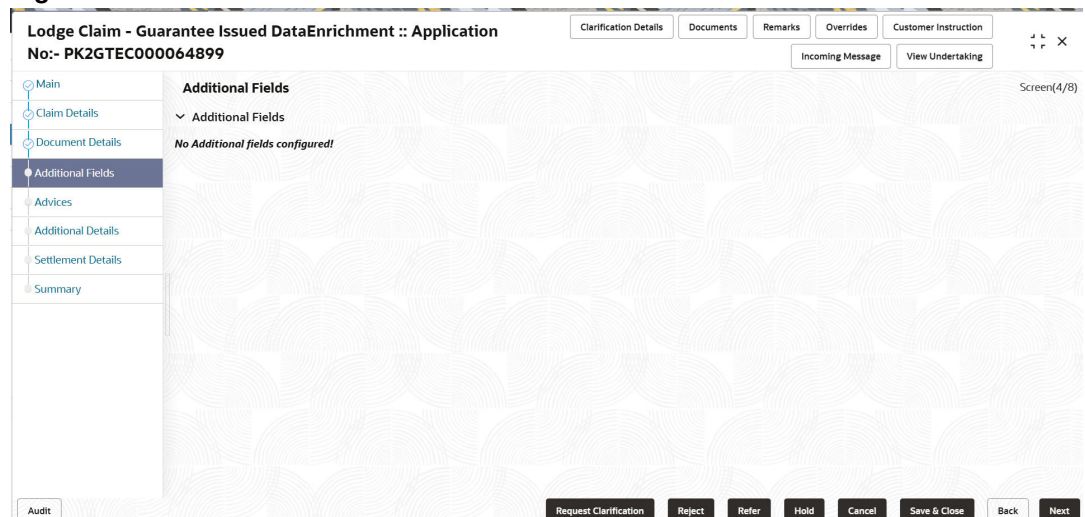 Lodge Claim - Guarantee Issued DataEnrichment :: Application
No:- PK2GTEC000064899
Clarification Details
Documents
Remarks
Overrides
Customer Instruction
Incoming Message
View Undertaking
Main
Claim Details
Document Details
Additional Fields
Advices
Additional Details
Settlement Details
Summary
Additional Fields
Screen(4/8)
Additional Fields
No Additional fields configured!
Audit
Request Clarification
Reject
Refer
Hold
Cancel
Save & Close
Back
Next